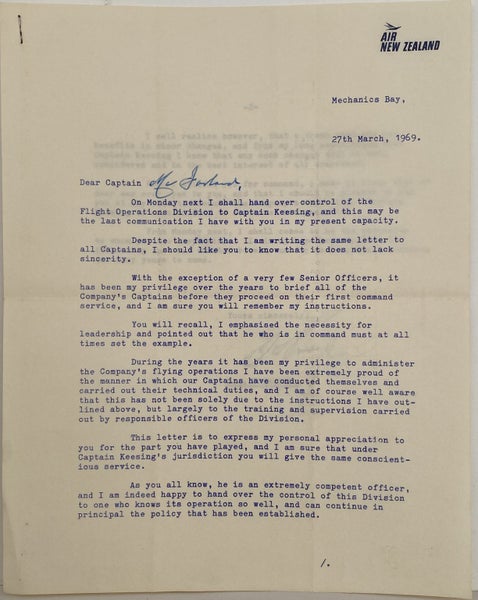 AIR
NEW ZEALAND
Mechanics Bay,
27th March, 1969.
Dear Captain
On Monday next I shall hand over control of the
Flight Operations Division to Captain Keesing, and this may be
the last communication I have with you in my present capacity.
Despite the fact that I am writing the same letter to
all Captains, I should like you to know that it does not lack
sincerity.
With the exception of a very few Senior Officers, it
has been my privilege over the years to brief all of the
Company's Captains before they proceed on their first command
service, and I am sure you will remember my instructions.
You will recall, I emphasised the necessity for
leadership and pointed out that he who is in command must at all
times set the example.
During the years it has been my privilege to administer
the Company's flying operations I have been extremely proud of
the manner in which our Captains have conducted themselves and
carried out their technical duties, and I am of course well aware
that this has not been solely due to the instructions I have out-
lined above, but largely to the training and supervision carried
out by responsible officers of the Division.
This letter is to express my personal appreciation to
you for the part you have played, and I am sure that under
Captain Keesing's jurisdiction you will give the same conscient-
ious service.
As you all know, he is an extremely competent officer,
and I am indeed happy to hand over the control of this Division
to one who knows its operation so well, and can continue in
principal the policy that has been established.
/.